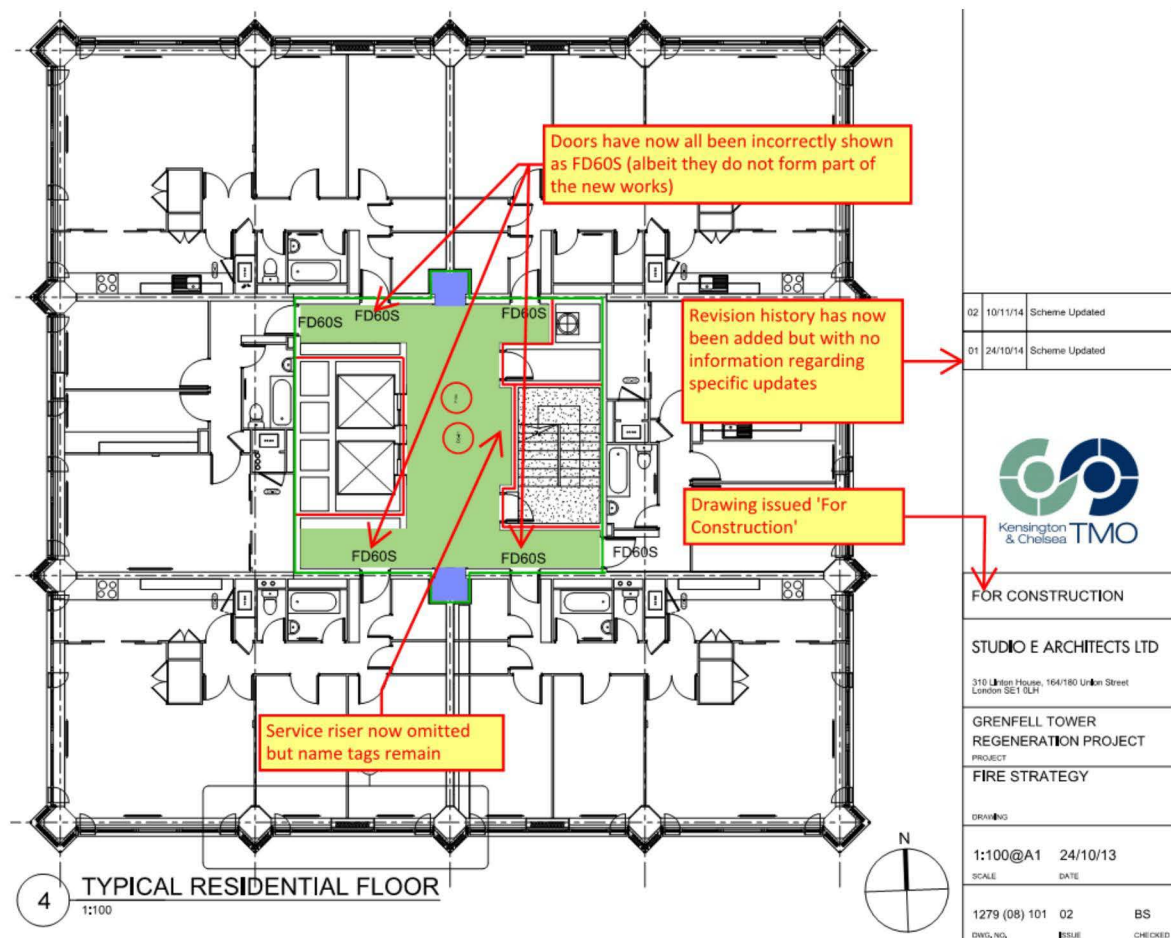 Doors have now all been incorrectly shown
as FD60S (albeit they do not form part of
the new works)
FD60S
FD60S
FD60S
Revision history has now
been added but with no
information regarding
specific updates
02 10/11/14 Scheme Updated
01 24/10/14 Scheme Updated
Kensington
& Chelsea TMO
Drawing issued 'For
Construction'
FD60S
FD60S
FD60S
FOR CONSTRUCTION
STUDIO E ARCHITECTS LTD
310 Linton House, 164/180 Union Street
London SE1 0LH
Service riser now omitted
but name tags remain
GRENFELL TOWER
REGENERATION PROJECT
PROJECT
FIRE STRATEGY
DRAWING
N
1:100@A1 24/10/13
SCALE DATE
4 TYPICAL RESIDENTIAL FLOOR
1:100
1279 (08) 101 02 BS
DWG. NO. ISSUE CHECKED